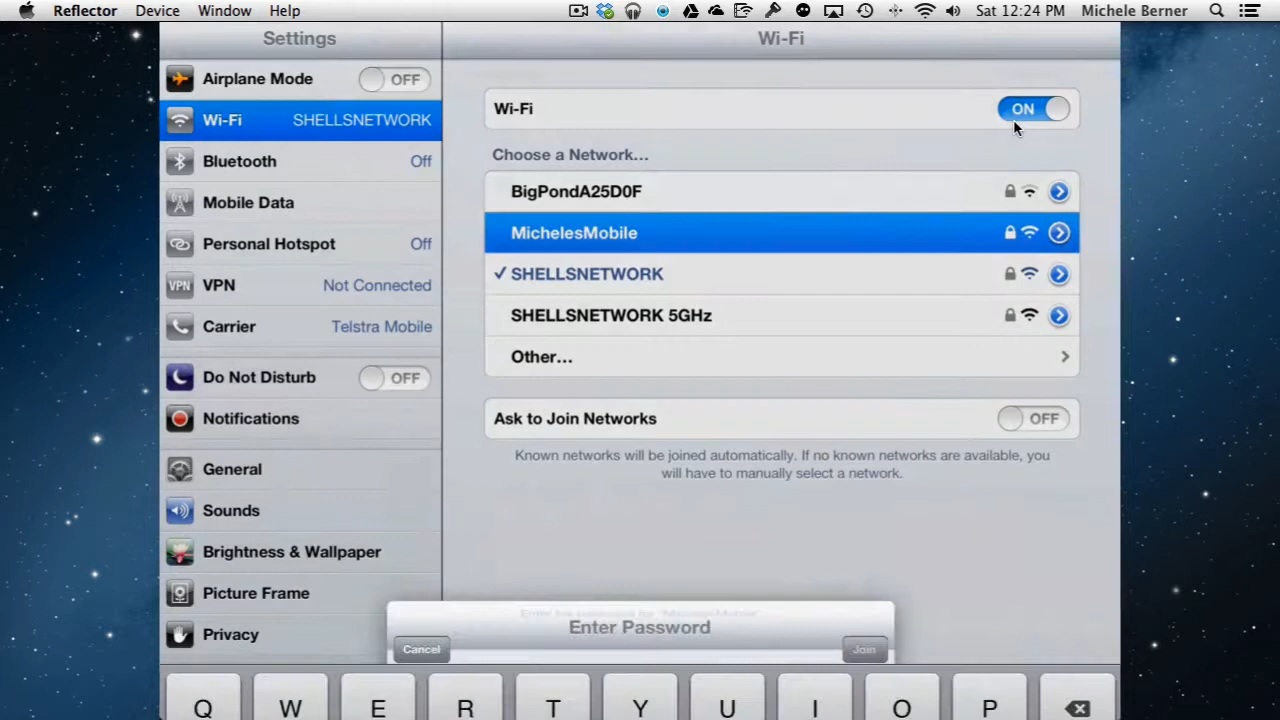 Reflector Device Window Help Sat 12:24 PM Michele Berner
Settings
Wi-Fi
Airplane Mode OFF
Wi-Fi SHELLSNETWORK
Bluetooth Off
Mobile Data
Personal Hotspot Off
VPN VPN Not Connected
Carrier Telstra Mobile
Do Not Disturb OFF
Notifications
General
Sounds
Brightness & Wallpaper
Picture Frame
Privacy
Wi-Fi ON
Choose a Network...
BigPondA25D0F
MichelesMobile
✓ SHELLSNETWORK
SHELLSNETWORK 5GHz
Other...
Ask to Join Networks OFF
Known networks will be joined automatically. If no known networks are available, you
will have to manually select a network.
Enter Password
Cancel Join
Q W E R T Y U I O P